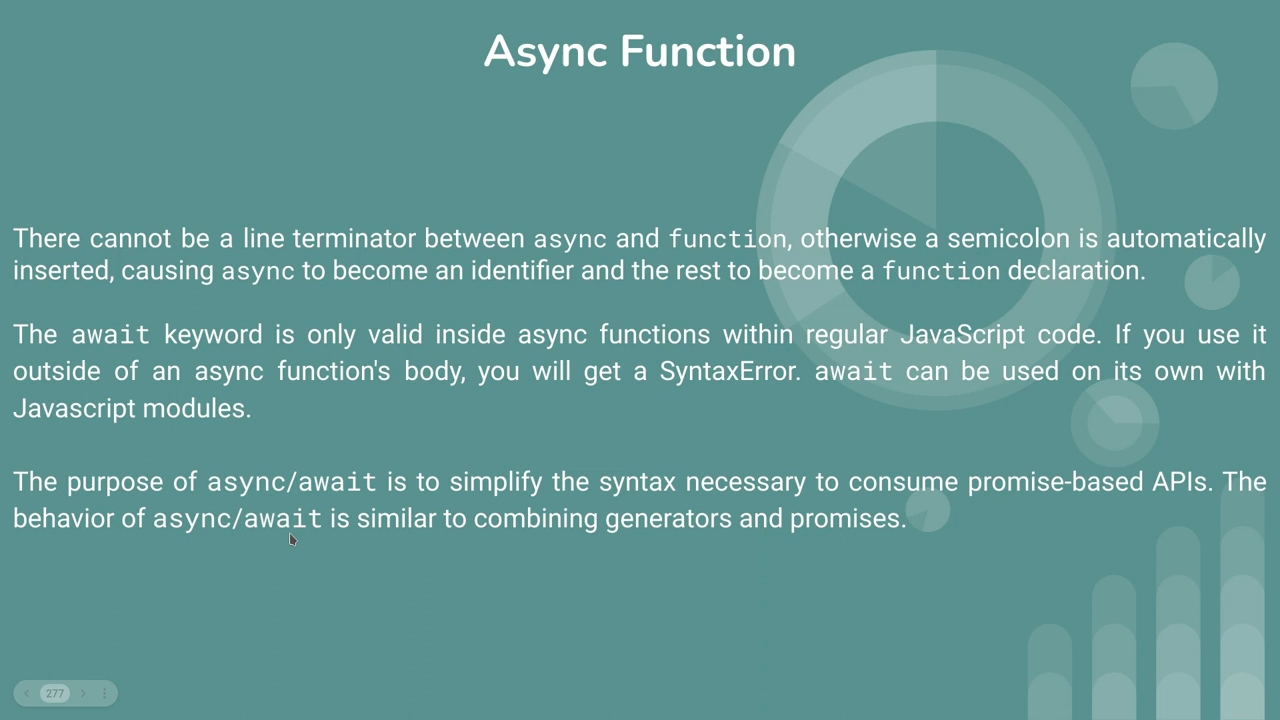 Async Function
There cannot be a line terminator between async and function, otherwise a semicolon is automatically
inserted, causing async to become an identifier and the rest to become a function declaration.
The await keyword is only valid inside async functions within regular JavaScript code. If you use it
outside of an async function's body, you will get a SyntaxError. await can be used on its own with
Javascript modules.
The purpose of async/await is to simplify the syntax necessary to consume promise-based APIs. The
behavior of async/await is similar to combining generators and promises.
277